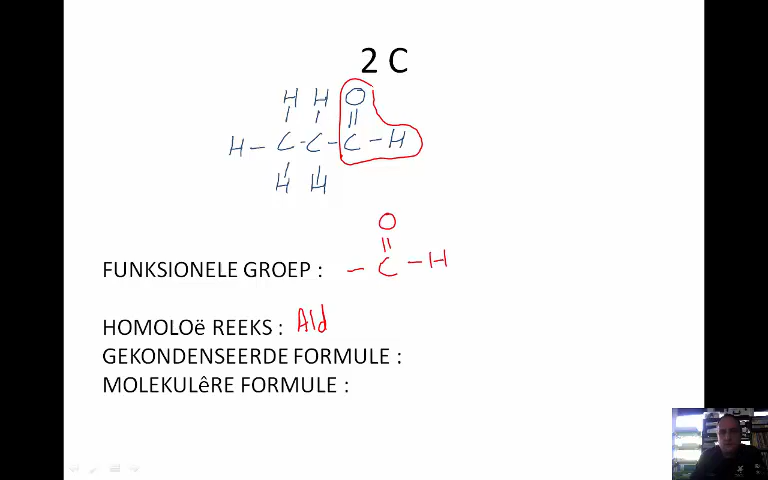 2 C
H H O
H - C - C - C - H
H H
O
FUNKSIONELE GROEP : - C - H
HOMOLOë REEKS : Ald
GEKONDENSEERDE FORMULE :
MOLEKULêRE FORMULE :